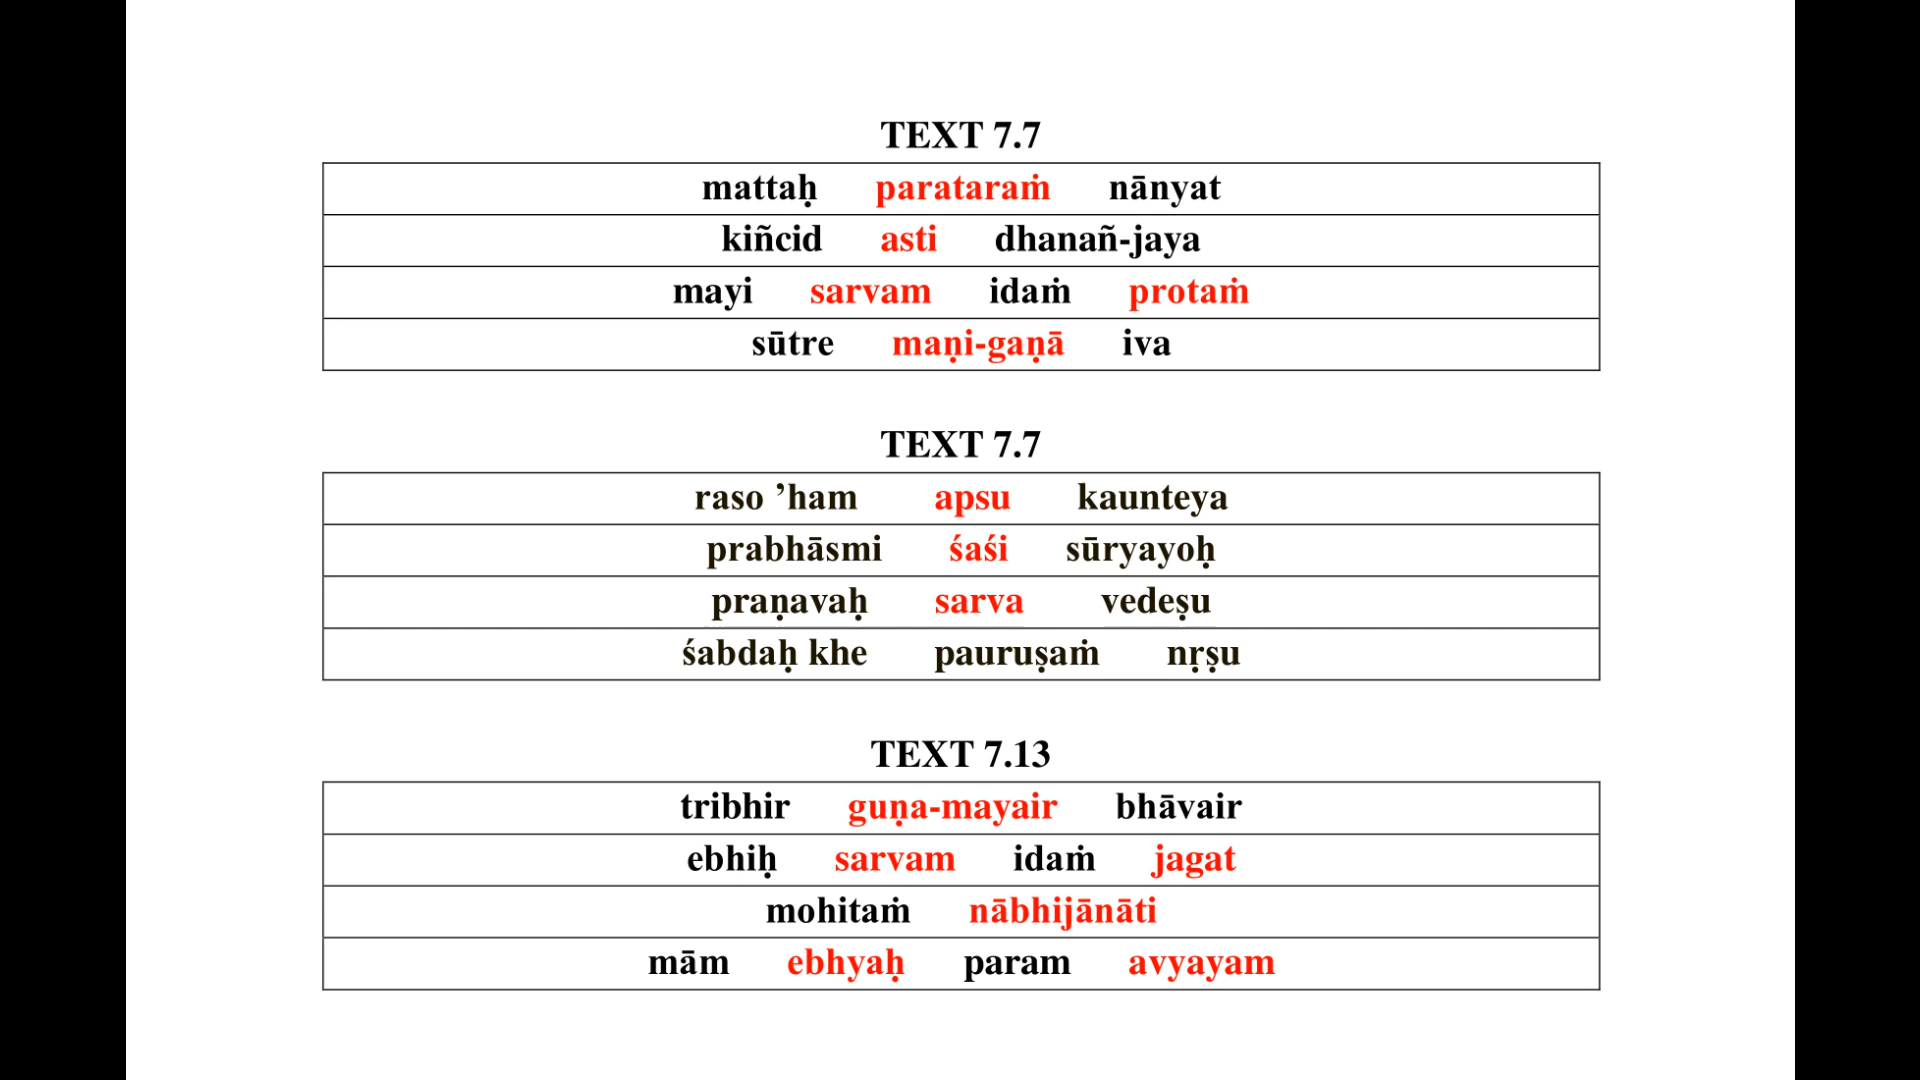 TEXT 7.7
mattaḥ parataraṁ nānyat
kiñcid asti dhanañ-jaya
mayi sarvam idaṁ protaṁ
sūtre maṇi-gaṇā iva
TEXT 7.7
raso ’ham apsu kaunteya
prabhāsmi śaśi sūryayoḥ
praṇavaḥ sarva vedeṣu
śabdaḥ khe pauruṣaṁ nṛṣu
TEXT 7.13
tribhir guṇa-mayair bhāvair
ebhiḥ sarvam idaṁ jagat
mohitaṁ nābhijānāti
mām ebhyaḥ param avyayam